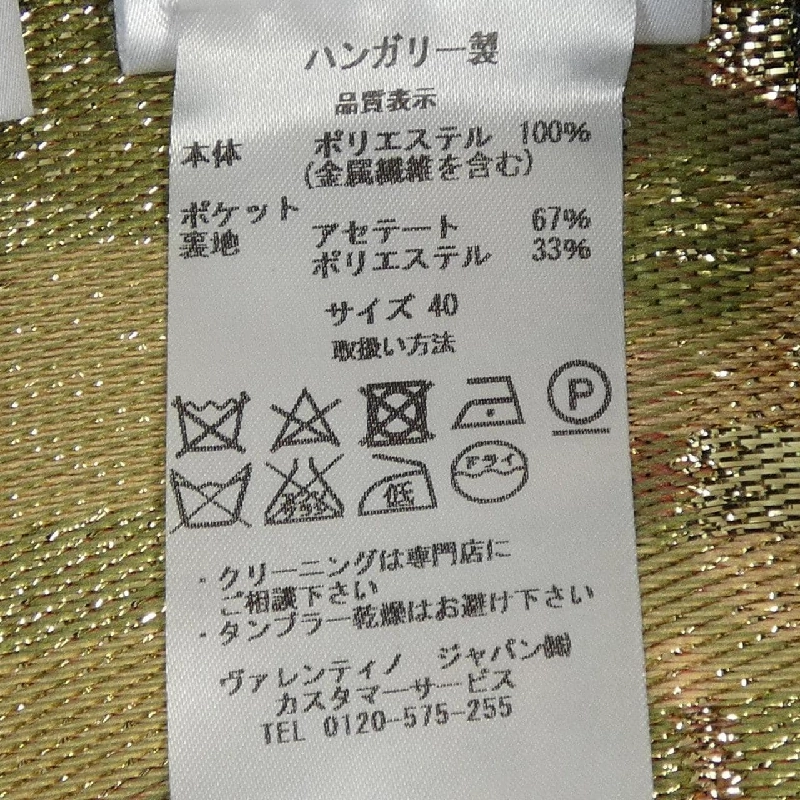 ハンガリー製
品質表示
本体 ポリエステル 100%
(金属繊維を含む)
ポケット
裏地 アセテート 67%
ポリエステル 33%
サイズ 40
取扱い方法
P
エンソサラシ
低
ドライ
・クリーニングは専門店に
ご相談下さい
・タンブラー乾燥はお避け下さい
ヴァレンティノ ジャパン㈱
カスタマーサービス
TEL 0120-575-255